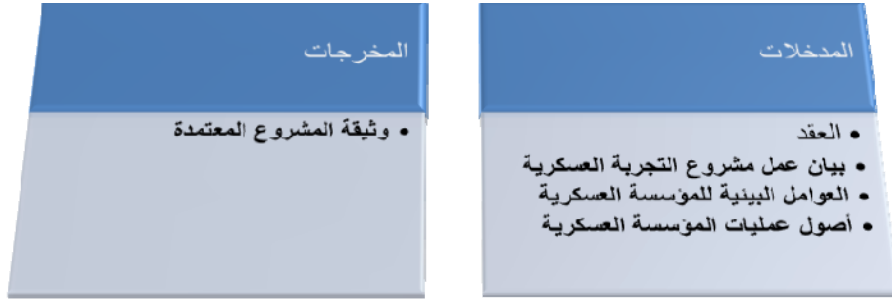 المدخلات
• العقد
• بيان عمل مشروع التجربة العسكرية
• العوامل البيئية للمؤسسة العسكرية
• أصول عمليات المؤسسة العسكرية
المخرجات
• وثيقة المشروع المعتمدة